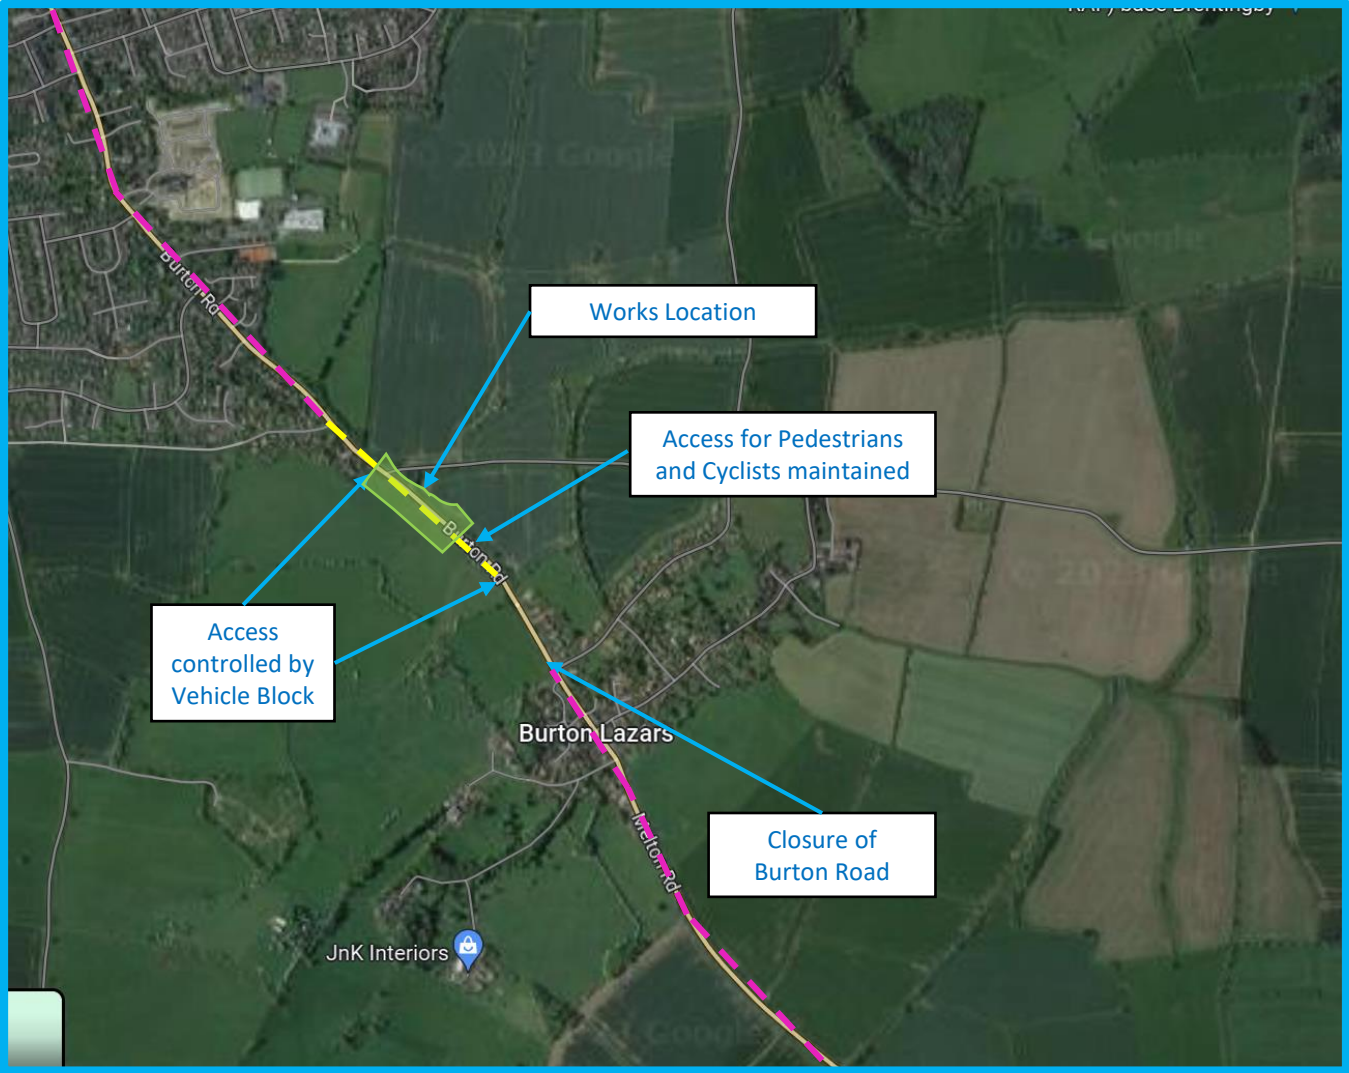 Burton Rd
Works Location
Access for Pedestrians
and Cyclists maintained
Burton Rd
Access
controlled by
Vehicle Block
Burton Lazars
Melton Rd
Closure of
Burton Road
JnK Interiors